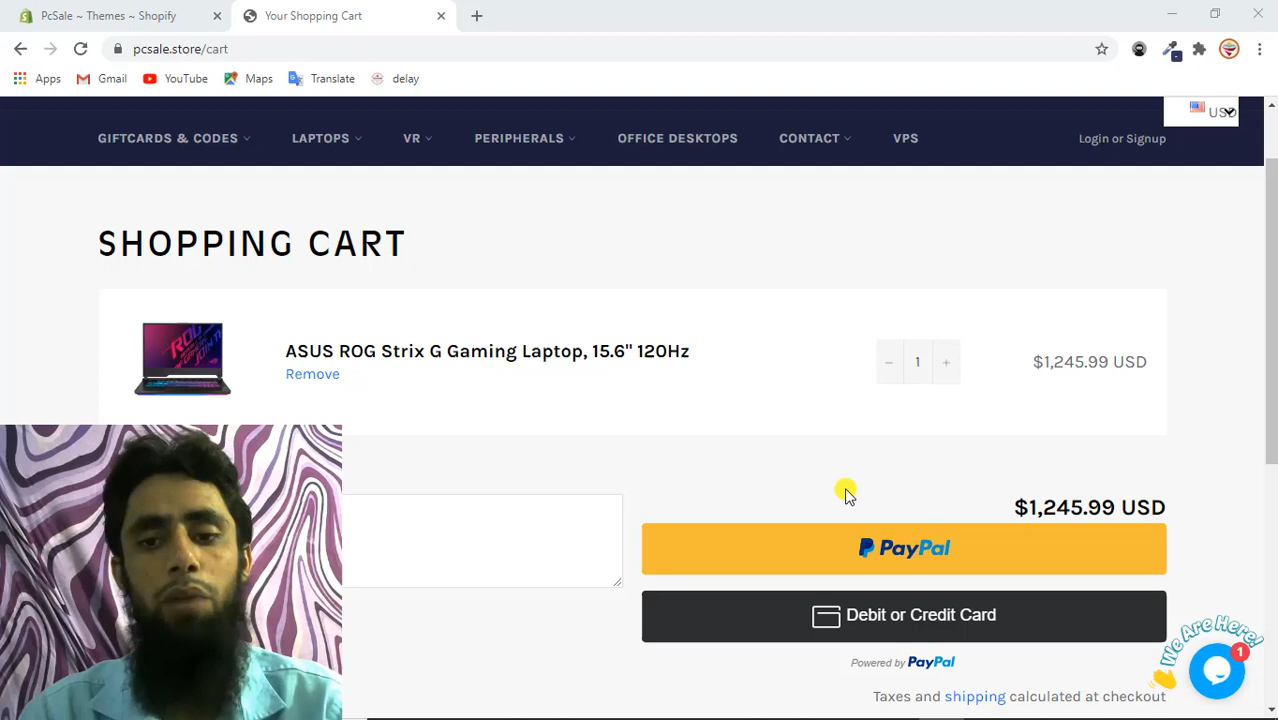 PcSale ~ Themes ~ Shopify
Your Shopping Cart
pcsale.store/cart
Apps
Gmail
YouTube
Maps
Translate
delay
USD
GIFTCARDS & CODES
LAPTOPS
VR
PERIPHERALS
OFFICE DESKTOPS
CONTACT
VPS
Login or Signup
SHOPPING CART
ASUS ROG Strix G Gaming Laptop, 15.6" 120Hz
Remove
− 1 +
$1,245.99 USD
$1,245.99 USD
PayPal
Debit or Credit Card
Powered by PayPal
We Are Here!
1
Taxes and shipping calculated at checkout